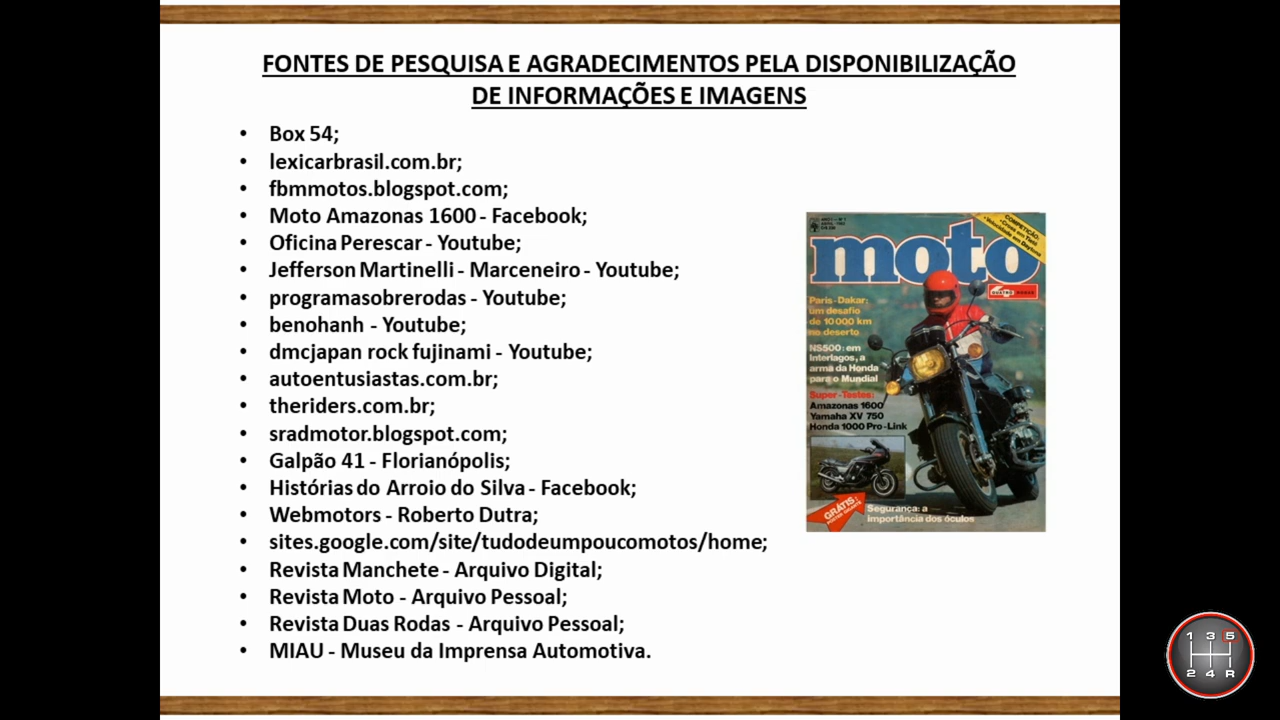 FONTES DE PESQUISA E AGRADECIMENTOS PELA DISPONIBILIZAÇÃO
DE INFORMAÇÕES E IMAGENS
• Box 54;
• lexicarbrasil.com.br;
• fbmmotos.blogspot.com;
• Moto Amazonas 1600 - Facebook;
• Oficina Perescar - Youtube;
• Jefferson Martinelli - Marceneiro - Youtube;
• programasobrerodas - Youtube;
• benohanh - Youtube;
• dmcjapan rock fujinami - Youtube;
• autoentusiastas.com.br;
• theriders.com.br;
• sradmotor.blogspot.com;
• Galpão 41 - Florianópolis;
• Histórias do Arroio do Silva - Facebook;
• Webmotors - Roberto Dutra;
• sites.google.com/site/tudodeumpoucomotos/home;
• Revista Manchete - Arquivo Digital;
• Revista Moto - Arquivo Pessoal;
• Revista Duas Rodas - Arquivo Pessoal;
• MIAU - Museu da Imprensa Automotiva.
moto
COMPETIÇÃO:
QUATRO RODAS
Paris-Dakar:
um desafio
de 10 000 km
no deserto
NS500: em
Interlagos, a
arma da Honda
para o Mundial
Super-Testes:
Amazonas 1600
Yamaha XV 750
Honda 1000 Pro-Link
GRÁTIS:
Segurança: a
importância dos óculos
1 3 5
2 4 R